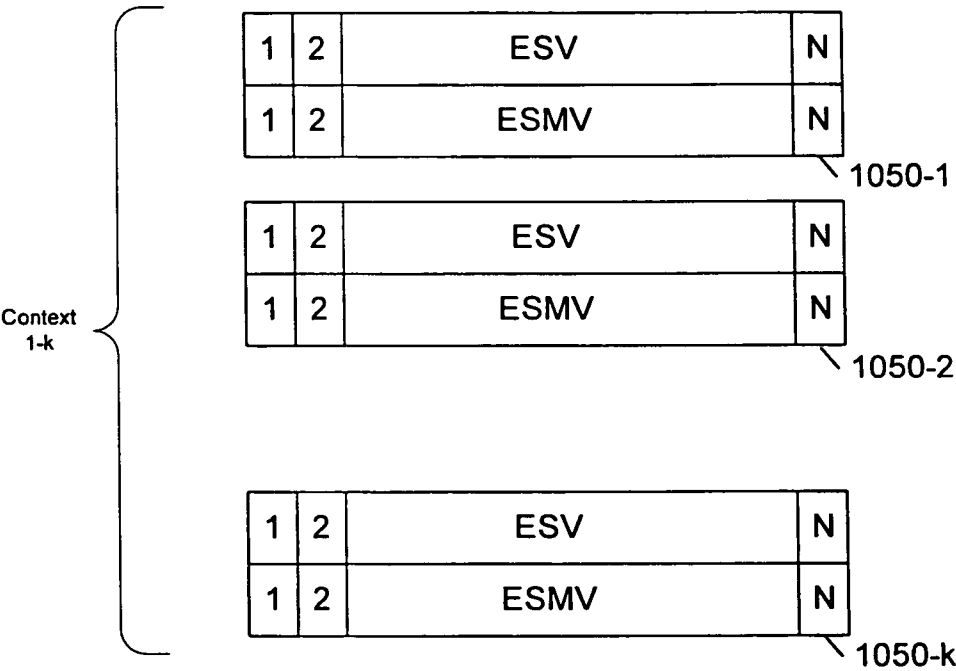 1 2 ESV N
1 2 ESMV N
1050-1
1 2 ESV N
1 2 ESMV N
1050-2
Context
1-k
1 2 ESV N
1 2 ESMV N
1050-k